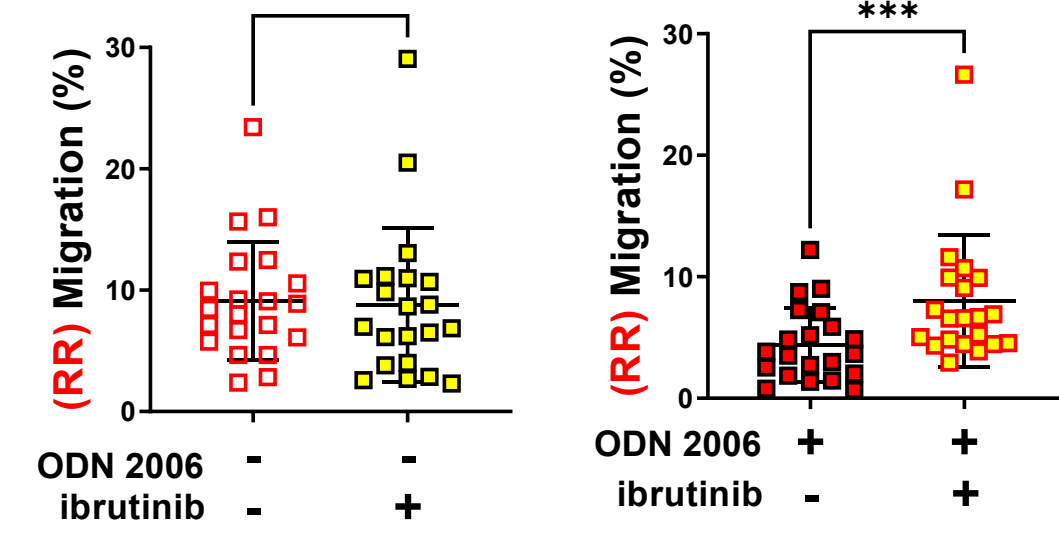 (RR) Migration (%)
30
20
10
0
ODN 2006 - -
ibrutinib - +
***
(RR) Migration (%)
30
20
10
0
ODN 2006 + +
ibrutinib - +